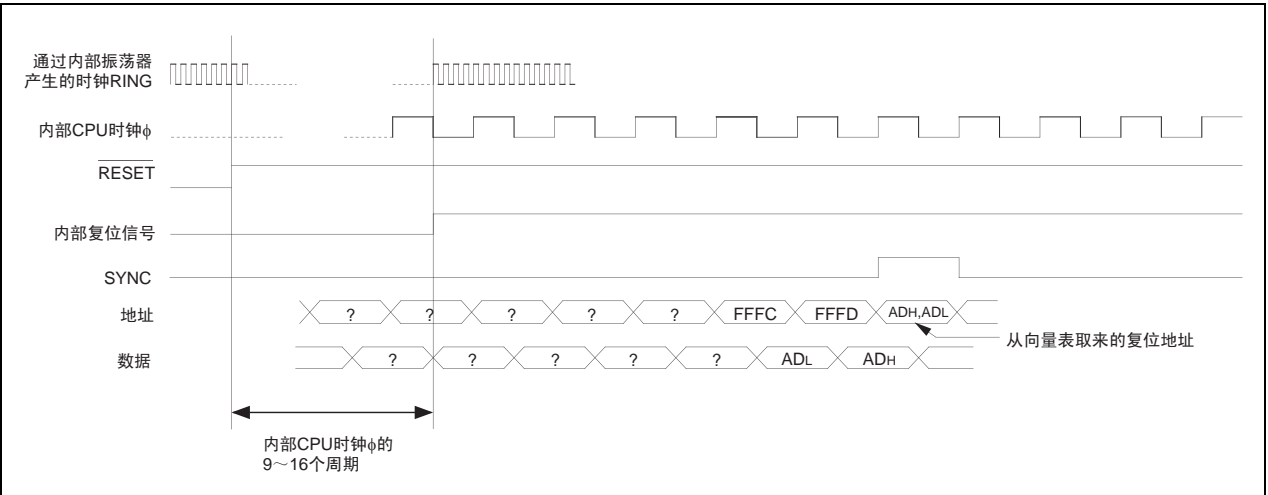 通过内部振荡器
产生的时钟RING
内部CPU时钟ϕ
RESET
内部复位信号
SYNC
地址
? ? ? ? ? FFFC FFFD ADH,ADL
从向量表取来的复位地址
数据
? ? ? ? ? ADL ADH
内部CPU时钟ϕ的
9～16个周期